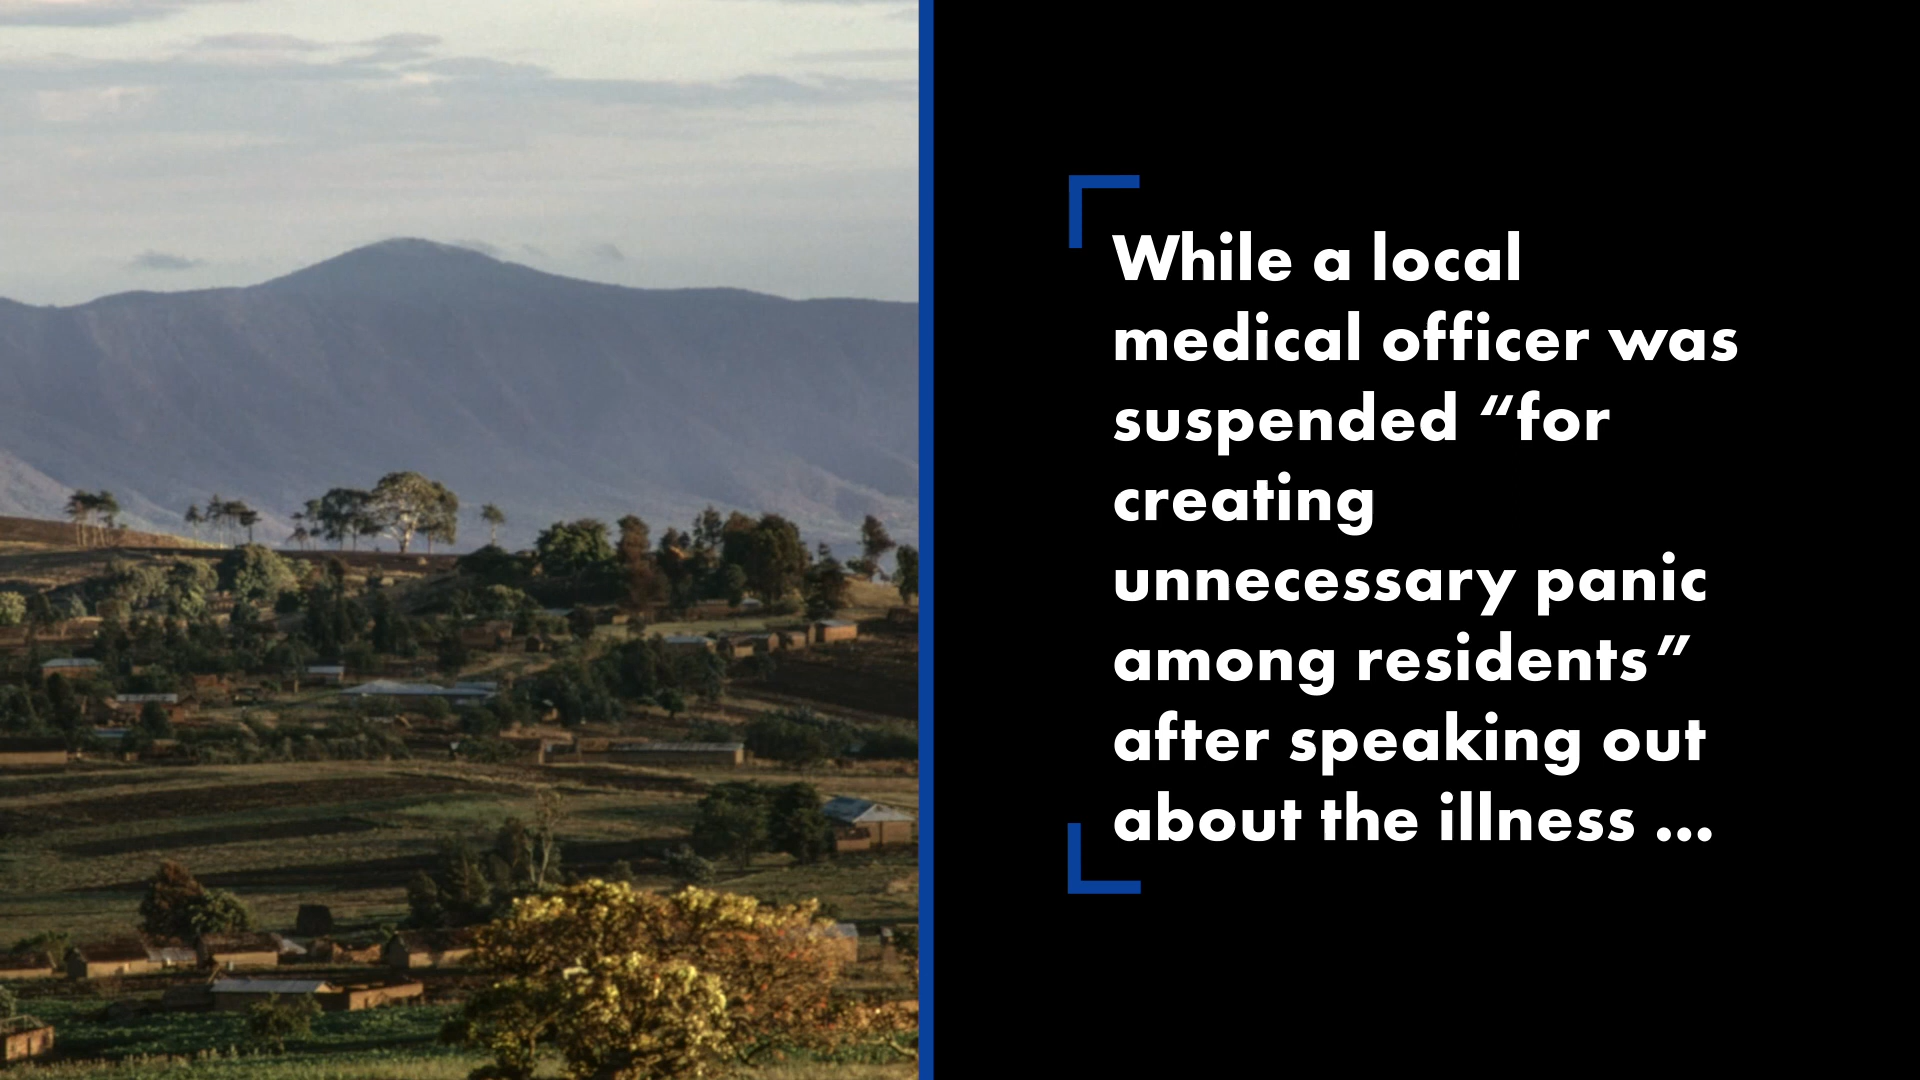 While a local
medical officer was
suspended “for
creating
unnecessary panic
among residents”
after speaking out
about the illness ...